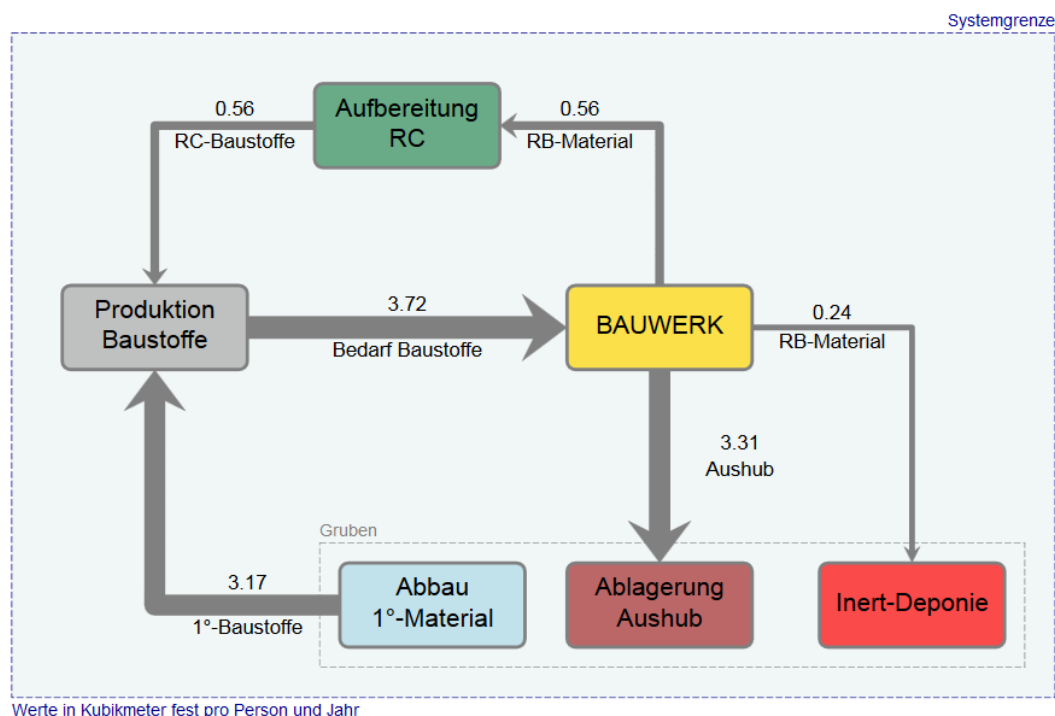 Systemgrenze
0.56
RC-Baustoffe
Aufbereitung
RC
0.56
RB-Material
Produktion
Baustoffe
3.72
Bedarf Baustoffe
BAUWERK
0.24
RB-Material
3.31
Aushub
Gruben
3.17
1°-Baustoffe
Abbau
1°-Material
Ablagerung
Aushub
Inert-Deponie
Werte in Kubikmeter fest pro Person und Jahr